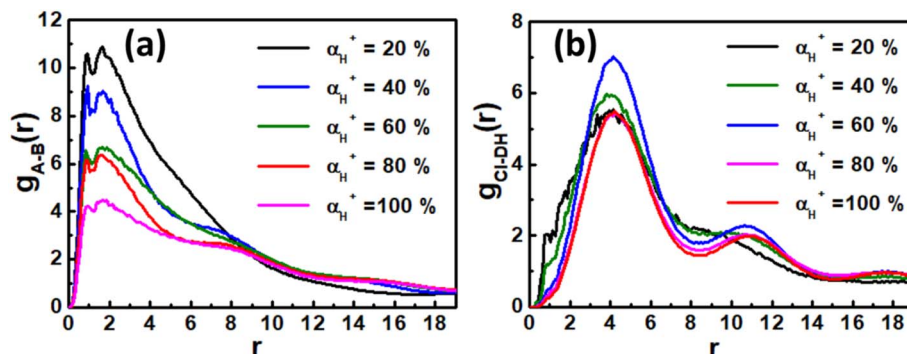 (a)
g_A-B(r)
12
10
8
6
4
2
0
α_H^+ = 20 %
α_H^+ = 40 %
α_H^+ = 60 %
α_H^+ = 80 %
α_H^+ =100 %
0 2 4 6 8 10 12 14 16 18
r
(b)
g_CI-DH(r)
8
6
4
2
0
α_H^+ = 20 %
α_H^+ = 40 %
α_H^+ = 60 %
α_H^+ = 80 %
α_H^+ =100 %
0 2 4 6 8 10 12 14 16 18
r